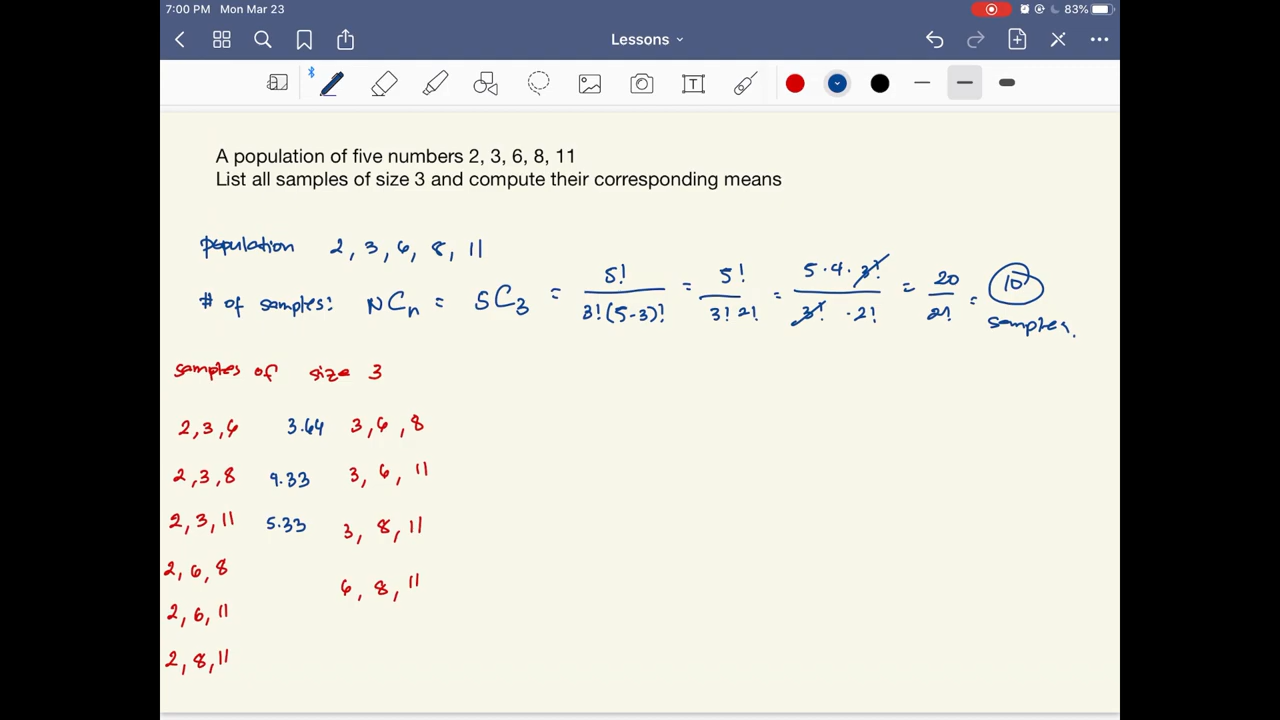 7:00 PM Mon Mar 23 83%
Lessons
T
A population of five numbers 2, 3, 6, 8, 11
List all samples of size 3 and compute their corresponding means
population 2, 3, 6, 8, 11
# of samples: NCn = 5C3 = 5! / 3!(5-3)! = 5! / 3! 2! = 5·4·3! / 3!·2! = 20 / 2! = 10 samples.
samples of size 3
2,3,6 3.64 3,6,8
2,3,8 4.33 3, 6, 11
2,3,11 5.33 3, 8, 11
2,6,8 6, 8, 11
2,6,11
2,8,11